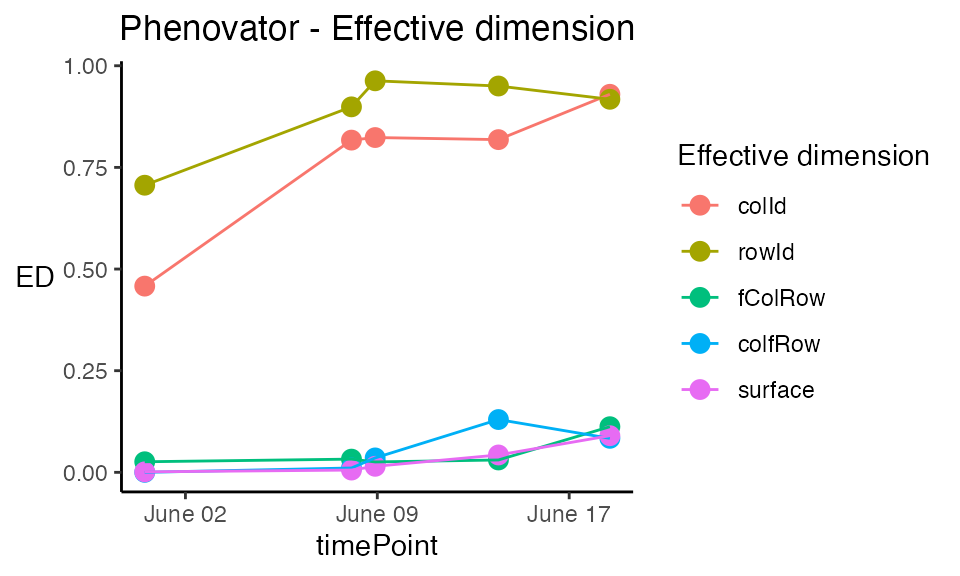 Phenovator - Effective dimension
1.00
0.75
0.50
0.25
0.00
ED
June 02
June 09
June 17
timePoint
Effective dimension
colId
rowId
fColRow
colfRow
surface